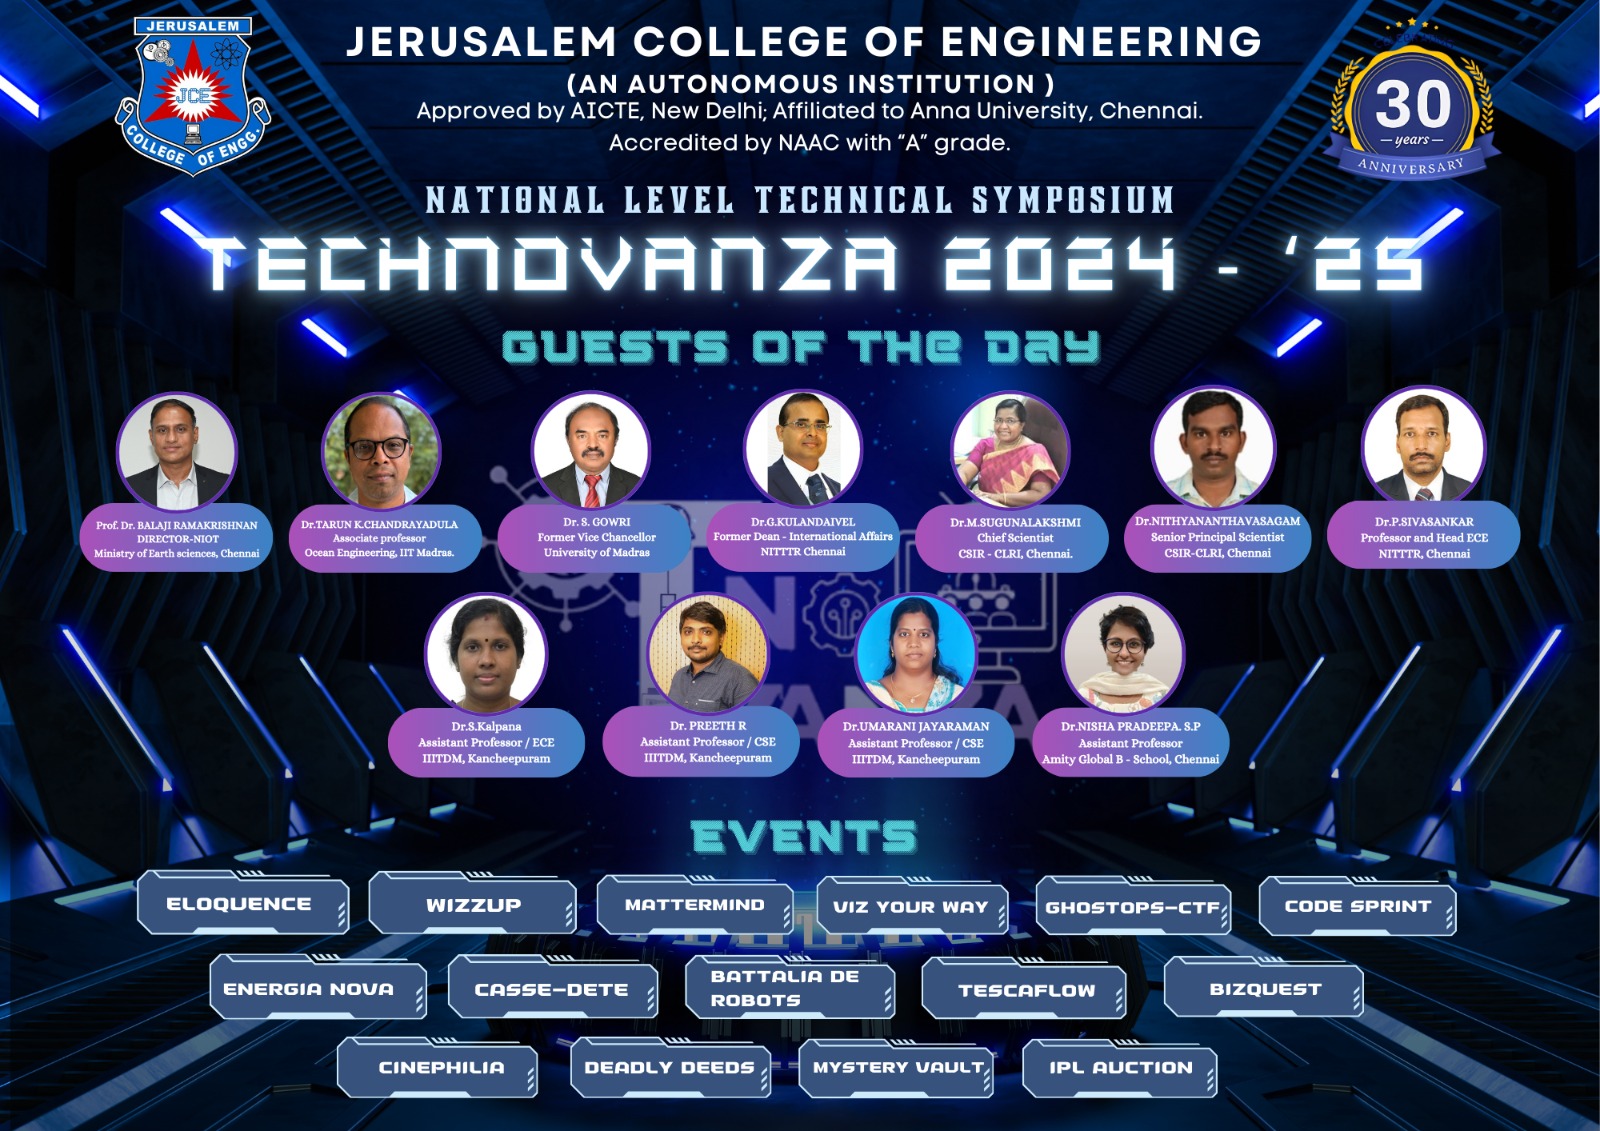 JERUSALEM
JCE
COLLEGE OF ENGG.
JERUSALEM COLLEGE OF ENGINEERING
(AN AUTONOMOUS INSTITUTION )
Approved by AICTE, New Delhi; Affiliated to Anna University, Chennai.
Accredited by NAAC with “A” grade.
30
years
ANNIVERSARY
NATIONAL LEVEL TECHNICAL SYMPOSIUM
TECHNOVANZA 2024 - ‘25
GUESTS OF THE DAY
Prof. Dr. BALAJI RAMAKRISHNAN
DIRECTOR-NIOT
Ministry of Earth sciences, Chennai
Dr.TARUN K.CHANDRAYADULA
Associate professor
Ocean Engineering, IIT Madras.
Dr. S. GOWRI
Former Vice Chancellor
University of Madras
Dr.G.KULANDAIVEL
Former Dean - International Affairs
NITTTR Chennai
Dr.M.SUGUNALAKSHMI
Chief Scientist
CSIR - CLRI, Chennai.
Dr.NITHYANANTHAVASAGAM
Senior Principal Scientist
CSIR-CLRI, Chennai
Dr.P.SIVASANKAR
Professor and Head ECE
NITTTR, Chennai
Dr.S.Kalpana
Assistant Professor / ECE
IIITDM, Kancheepuram
Dr. PREETH R
Assistant Professor / CSE
IIITDM, Kancheepuram
Dr.UMARANI JAYARAMAN
Assistant Professor / CSE
IIITDM, Kancheepuram
Dr.NISHA PRADEEPA. S.P
Assistant Professor
Amity Global B - School, Chennai
EVENTS
ELOQUENCE
WIZZUP
MATTERMIND
VIZ YOUR WAY
GHOSTOPS-CTF
CODE SPRINT
ENERGIA NOVA
CASSE-DETE
BATTALIA DE
ROBOTS
TESCAFLOW
BIZQUEST
CINEPHILIA
DEADLY DEEDS
MYSTERY VAULT
IPL AUCTION